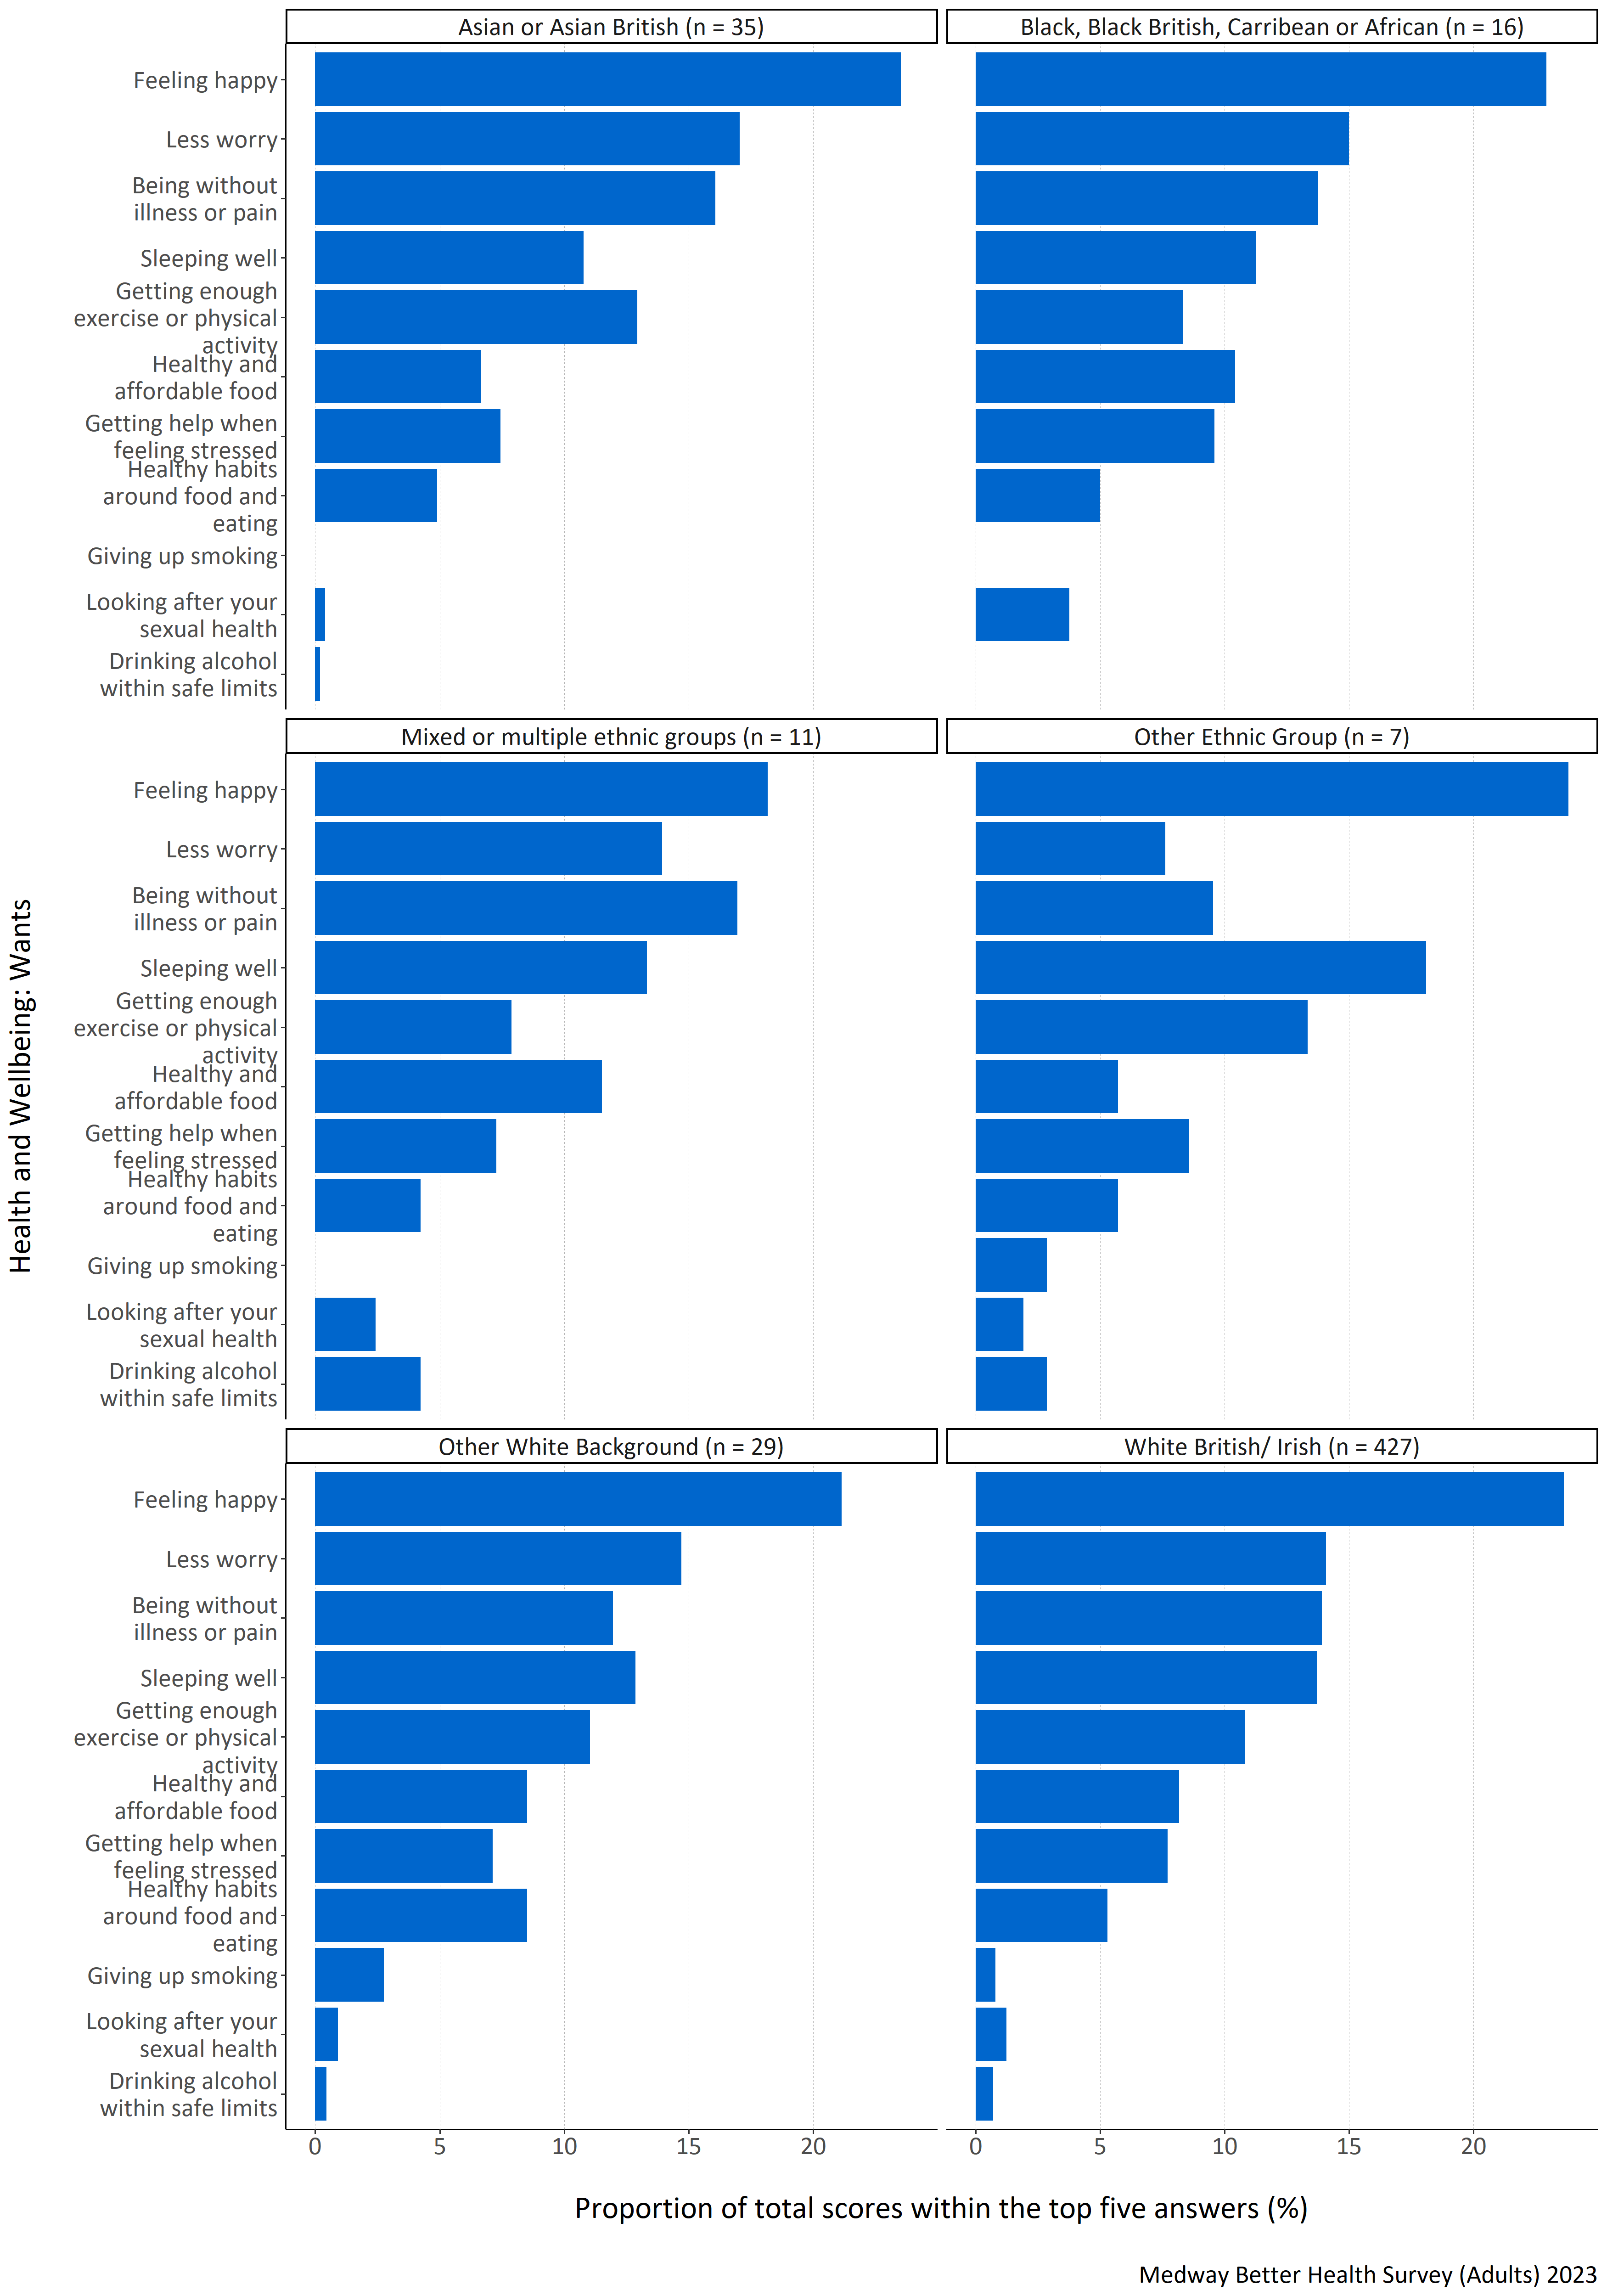 Asian or Asian British (n = 35)
Black, Black British, Carribean or African (n = 16)
Feeling happy
Less worry
Being without
illness or pain
Sleeping well
Getting enough
exercise or physical
activity
Healthy and
affordable food
Getting help when
feeling stressed
Healthy habits
around food and
eating
Giving up smoking
Looking after your
sexual health
Drinking alcohol
within safe limits
Mixed or multiple ethnic groups (n = 11)
Other Ethnic Group (n = 7)
Feeling happy
Less worry
Being without
illness or pain
Sleeping well
Getting enough
exercise or physical
activity
Healthy and
affordable food
Getting help when
feeling stressed
Healthy habits
around food and
eating
Giving up smoking
Looking after your
sexual health
Drinking alcohol
within safe limits
Health and Wellbeing: Wants
Other White Background (n = 29)
White British/ Irish (n = 427)
Feeling happy
Less worry
Being without
illness or pain
Sleeping well
Getting enough
exercise or physical
activity
Healthy and
affordable food
Getting help when
feeling stressed
Healthy habits
around food and
eating
Giving up smoking
Looking after your
sexual health
Drinking alcohol
within safe limits
0 5 10 15 20
0 5 10 15 20
Proportion of total scores within the top five answers (%)
Medway Better Health Survey (Adults) 2023